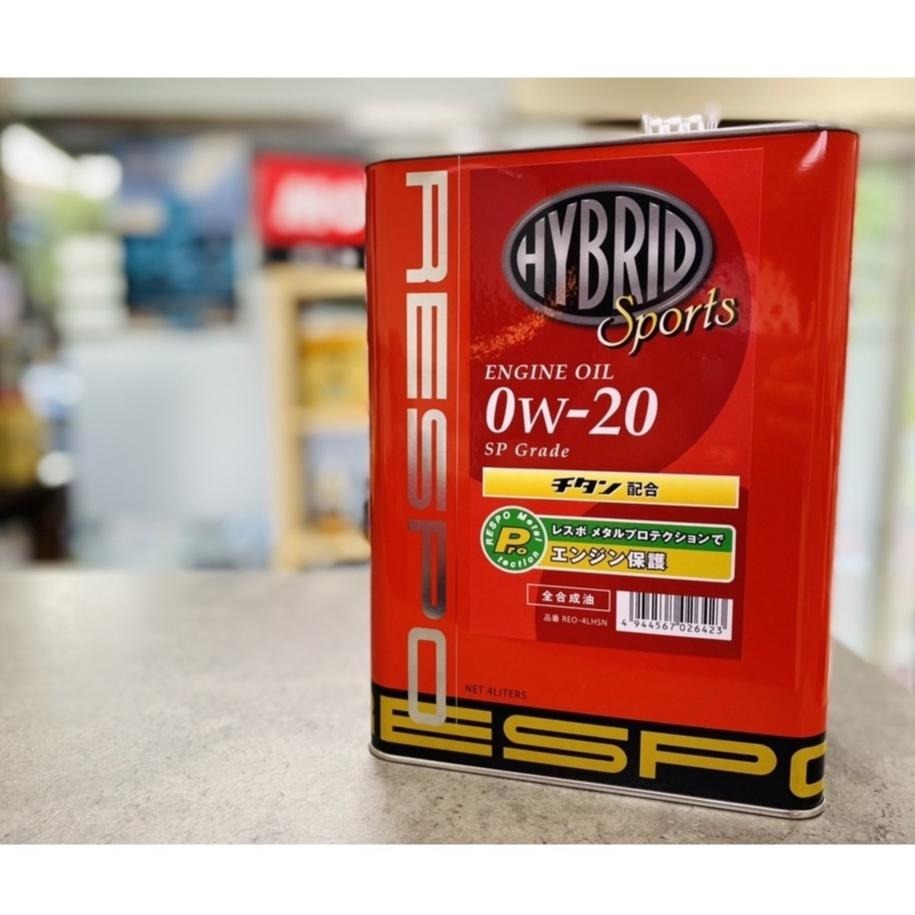 RESPO
HYBRID
Sports
ENGINE OIL
0W-20
SP Grade
チタン 配合
RESPO Metal
Pro
tection
レスポ メタルプロテクションで
エンジン保護
全合成油
品番 REO-4LHSN
4 944567 026423
NET 4LITERS
RESPO